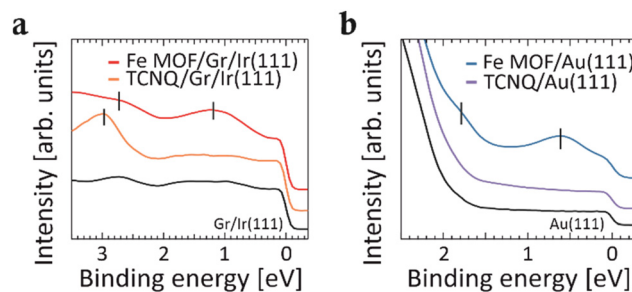 a
Fe MOF/Gr/Ir(111)
TCNQ/Gr/Ir(111)
Intensity [arb. units]
Gr/Ir(111)
3 2 1 0
Binding energy [eV]
b
Fe MOF/Au(111)
TCNQ/Au(111)
Intensity [arb. units]
Au(111)
2 1 0
Binding energy [eV]